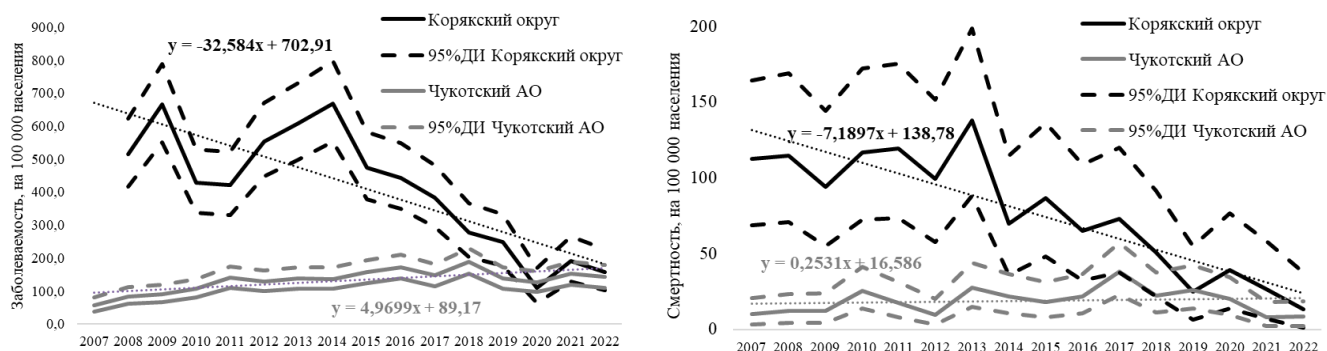 Заболеваемость, на 100 000 населения
900,0
800,0
700,0
600,0
500,0
400,0
300,0
200,0
100,0
0,0
y = -32,584x + 702,91
Корякский округ
95%ДИ Корякский округ
Чукотский АО
95%ДИ Чукотский АО
y = 4,9699x + 89,17
2007 2008 2009 2010 2011 2012 2013 2014 2015 2016 2017 2018 2019 2020 2021 2022
Смертность, на 100 000 населения
200
150
100
50
0
Корякский округ
Чукотский АО
95%ДИ Корякский округ
95%ДИ Чукотский АО
y = -7,1897x + 138,78
y = 0,2531x + 16,586
2007 2008 2009 2010 2011 2012 2013 2014 2015 2016 2017 2018 2019 2020 2021 2022